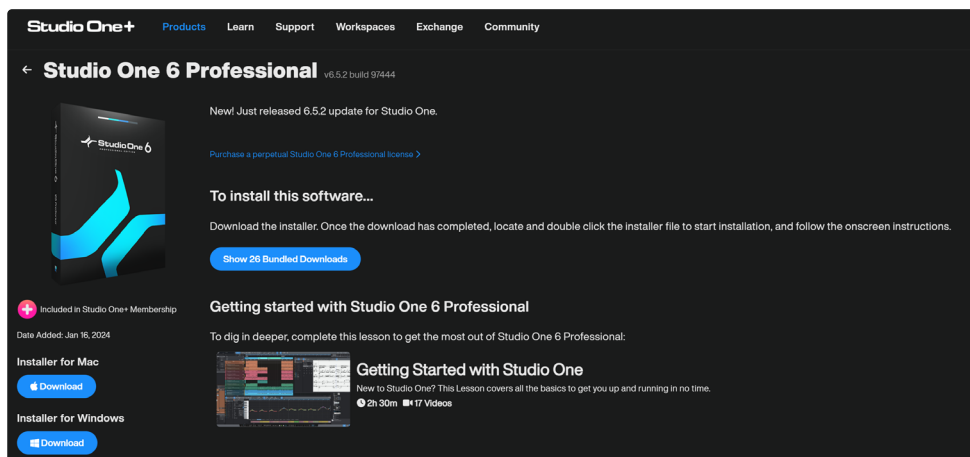 Studio One+
Products Learn Support Workspaces Exchange Community
Studio One 6 Professional v6.5.2 build 97444
New! Just released 6.5.2 update for Studio One.
Studio One 6
Purchase a perpetual Studio One 6 Professional license
To install this software...
Download the installer. Once the download has completed, locate and double click the installer file to start installation, and follow the onscreen instructions.
Show 26 Bundled Downloads
Included in Studio One+ Membership
Date Added: Jan 16, 2024
Installer for Mac
Download
Installer for Windows
Download
Getting started with Studio One 6 Professional
To dig in deeper, complete this lesson to get the most out of Studio One 6 Professional:
Getting Started with Studio One
New to Studio One? This Lesson covers all the basics to get you up and running in no time.
2h 30m 17 Videos